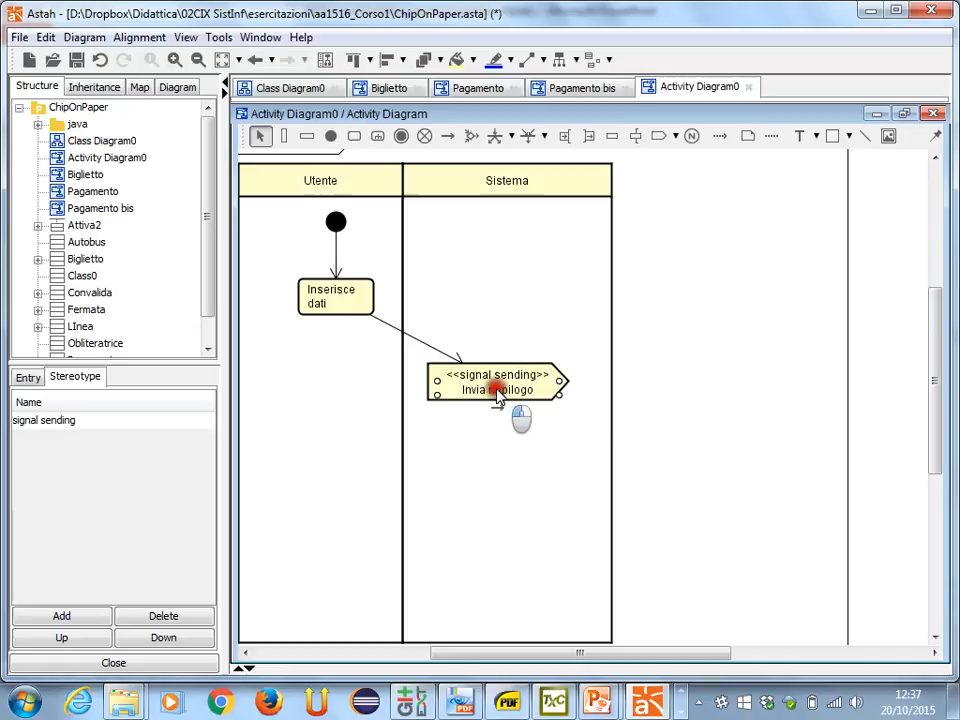 Astah - [D:\Dropbox\Didattica\02CIX SistInf\esercitazioni\aa1516_Corso1\ChipOnPaper.asta] (*)
File Edit Diagram Alignment View Tools Window Help
Structure Inheritance Map Diagram
Class Diagram0 Biglietto Pagamento Pagamento bis Activity Diagram0
ChipOnPaper
java
Class Diagram0
Activity Diagram0
Biglietto
Pagamento
Pagamento bis
Attiva2
Autobus
Biglietto
Class0
Convalida
Fermata
LInea
Obliteratrice
Activity Diagram0 / Activity Diagram
N
T
Utente Sistema
Inserisce
dati
<<signal sending>>
Invia
Entry Stereotype
Name
signal sending
Add Delete
Up Down
Close
PDF
PDF
12:37
20/10/2015